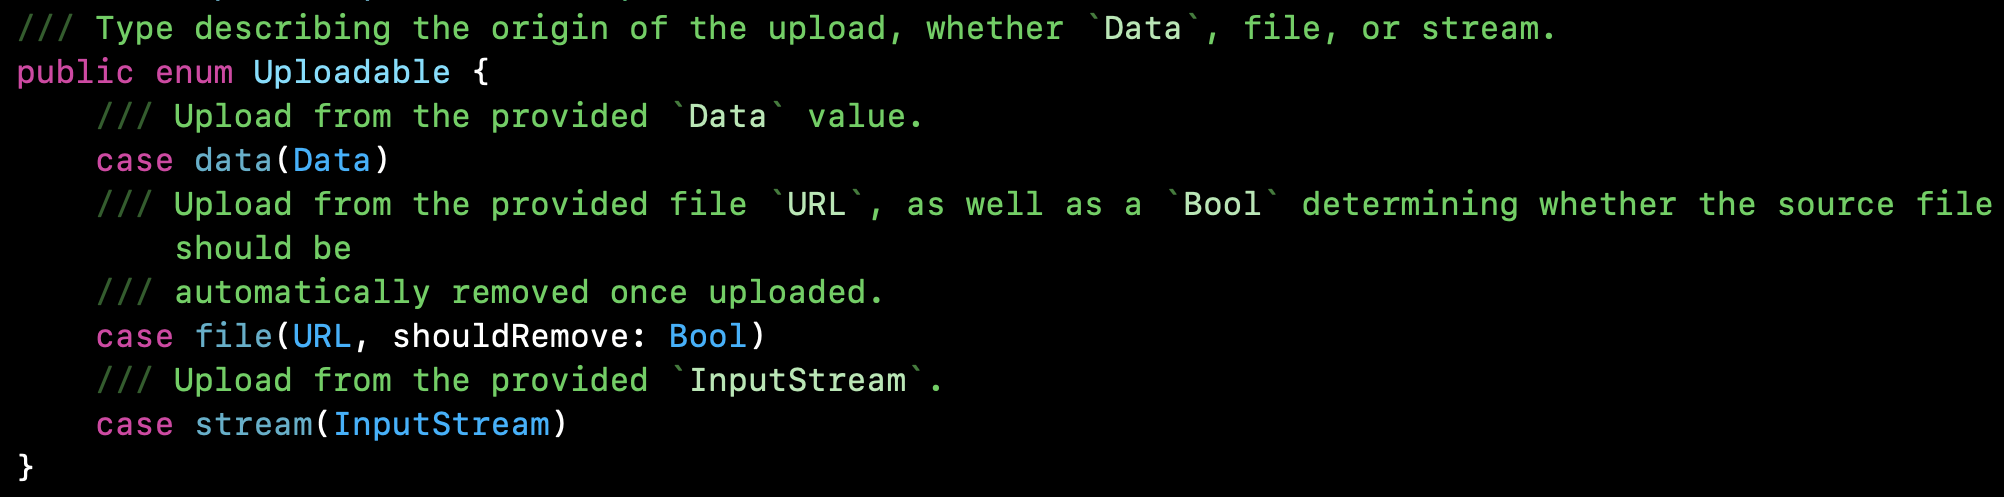 /// Type describing the origin of the upload, whether `Data`, file, or stream.
public enum Uploadable {
    /// Upload from the provided `Data` value.
    case data(Data)
    /// Upload from the provided file `URL`, as well as a `Bool` determining whether the source file
        should be
    /// automatically removed once uploaded.
    case file(URL, shouldRemove: Bool)
    /// Upload from the provided `InputStream`.
    case stream(InputStream)
}